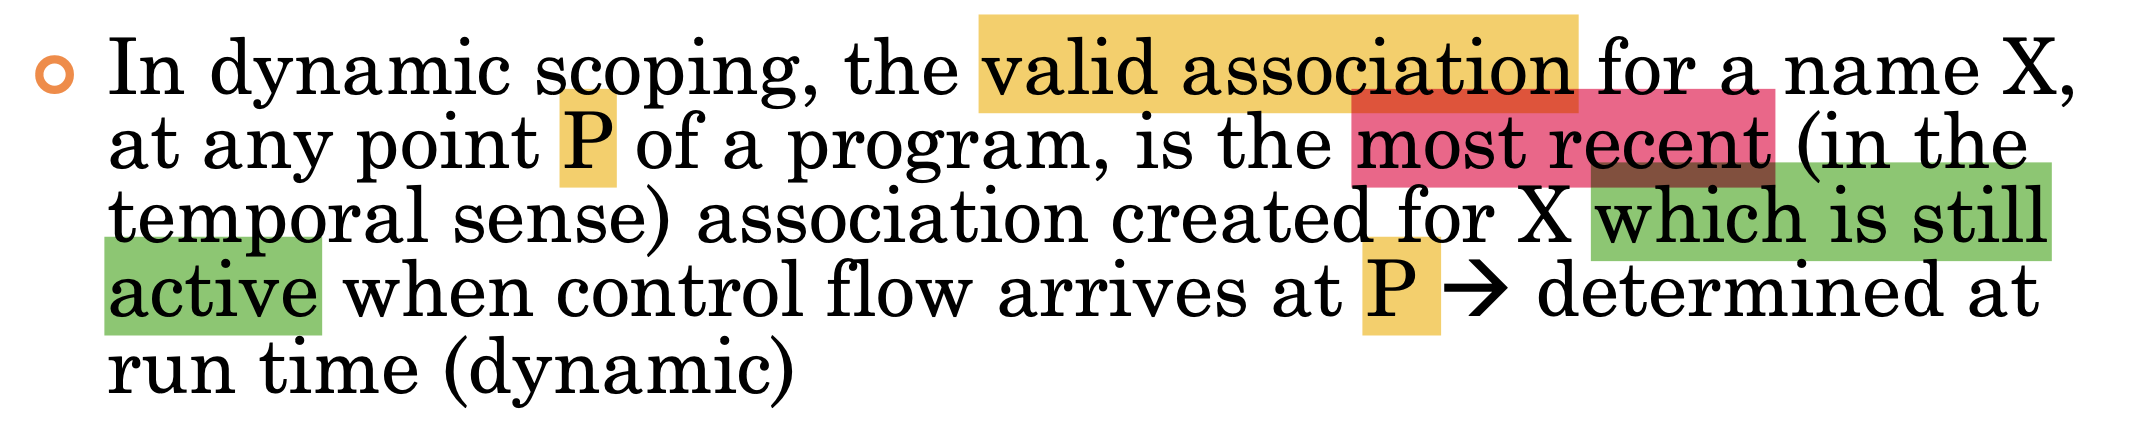 In dynamic scoping, the valid association for a name X,
at any point P of a program, is the most recent (in the
temporal sense) association created for X which is still
active when control flow arrives at P → determined at
run time (dynamic)